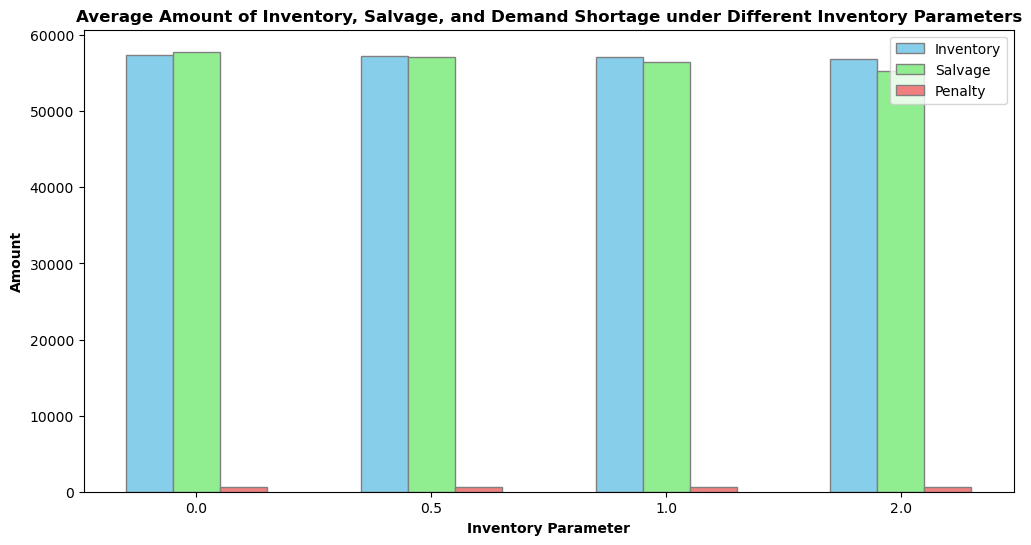 Average Amount of Inventory, Salvage, and Demand Shortage under Different Inventory Parameters
60000
50000
40000
30000
20000
10000
0
Amount
Inventory
Salvage
Penalty
0.0
0.5
1.0
2.0
Inventory Parameter